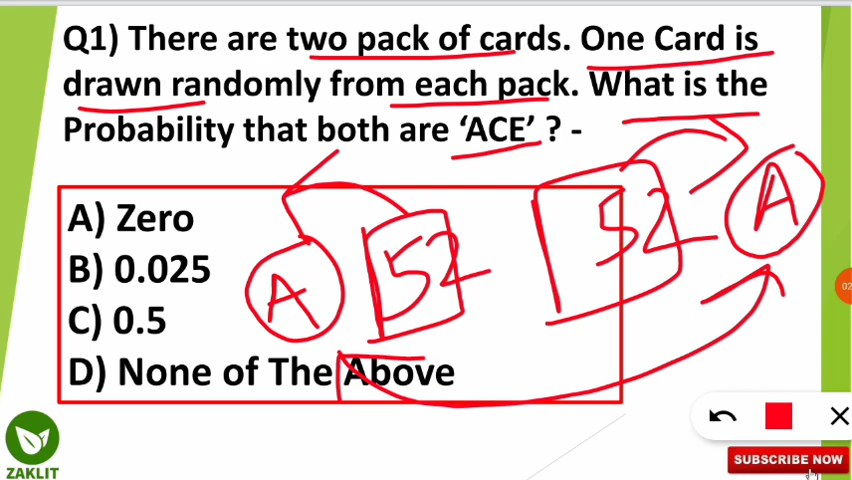 Q1) There are two pack of cards. One Card is
drawn randomly from each pack. What is the
Probability that both are ‘ACE’ ? -
A) Zero
B) 0.025
C) 0.5
D) None of The Above
A
52
52
A
02
ZAKLIT
SUBSCRIBE NOW